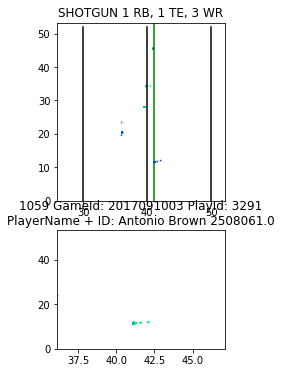 SHOTGUN 1 RB, 1 TE, 3 WR
50
40
30
20
10
0
30 40 50
1059 GameId: 2017091003 PlayId: 3291
PlayerName + ID: Antonio Brown 2508061.0
40
20
0
37.5 40.0 42.5 45.0